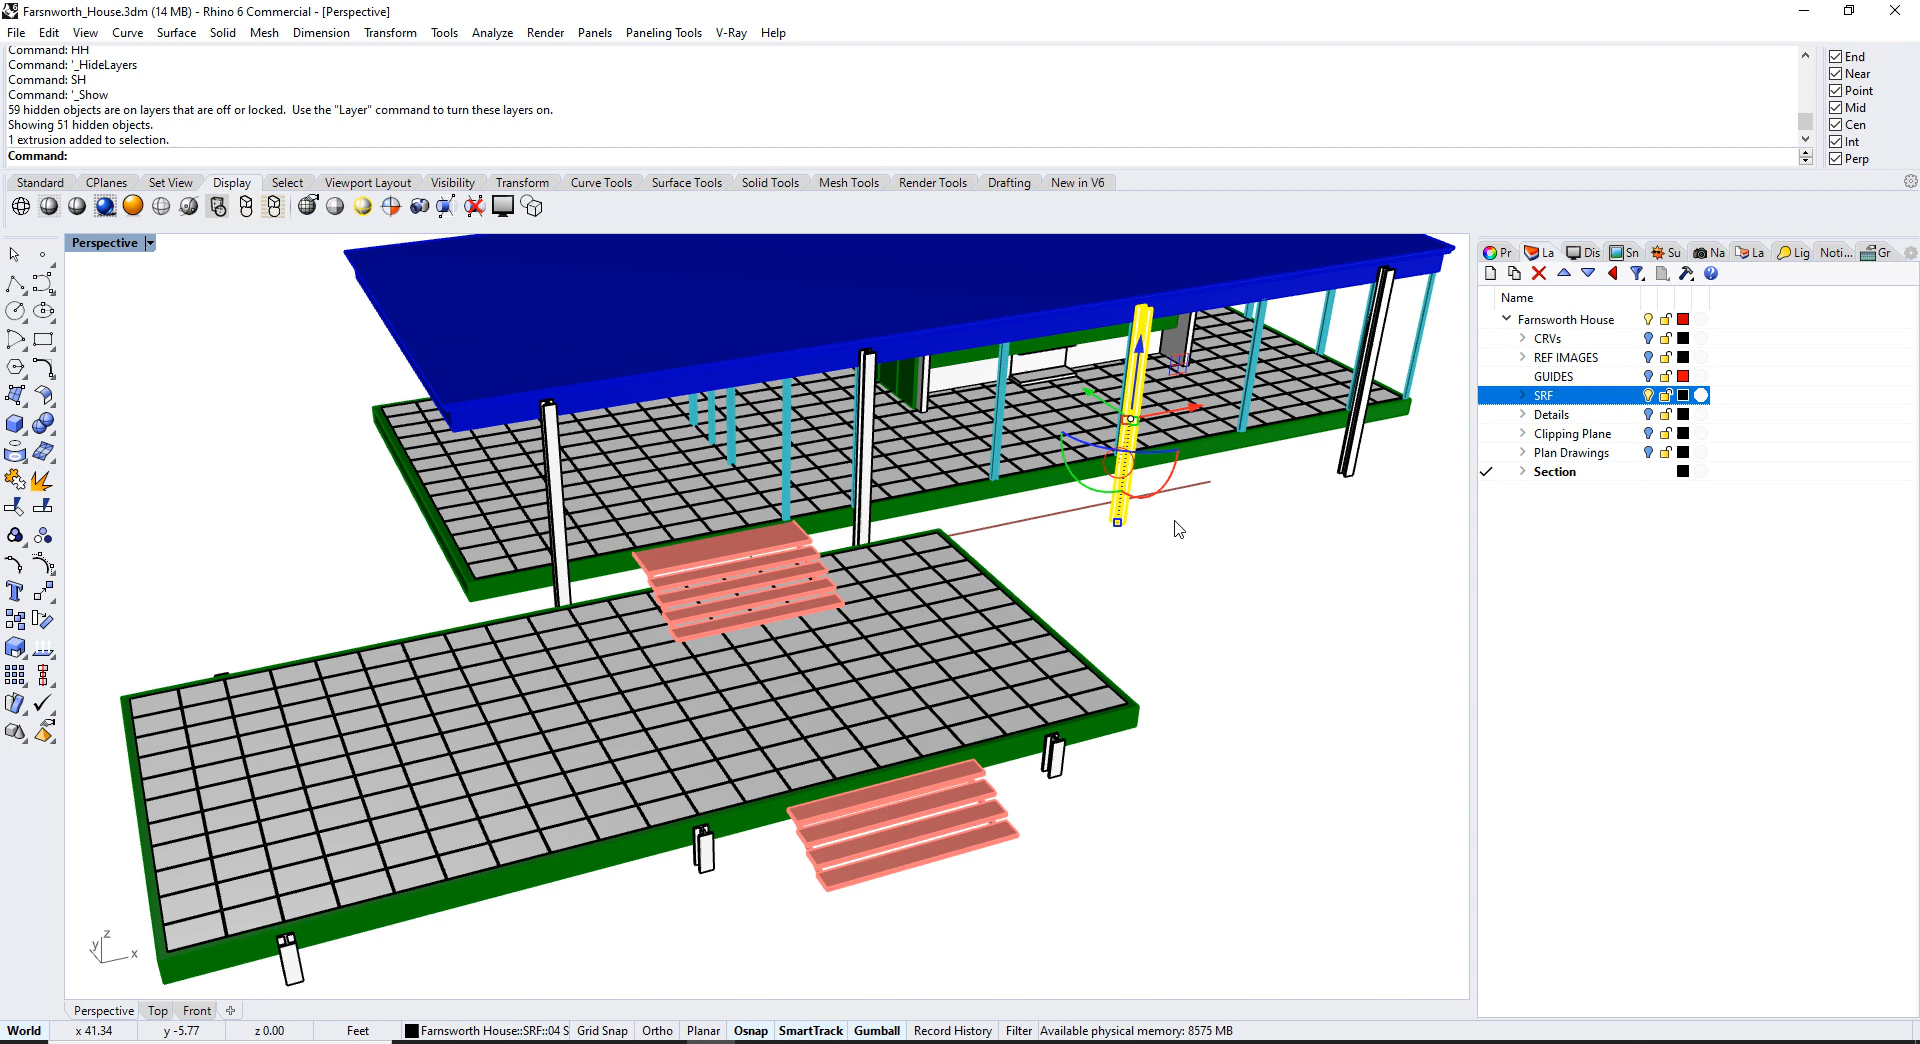 Farsnworth_House.3dm (14 MB) - Rhino 6 Commercial - [Perspective]
File Edit View Curve Surface Solid Mesh Dimension Transform Tools Analyze Render Panels Paneling Tools V-Ray Help
Command: HH
Command: '_HideLayers
Command: SH
Command: '_Show
59 hidden objects are on layers that are off or locked.  Use the "Layer" command to turn these layers on.
Showing 51 hidden objects.
1 extrusion added to selection.
Command:
End
Near
Point
Mid
Cen
Int
Perp
Standard CPlanes Set View Display Select Viewport Layout Visibility Transform Curve Tools Surface Tools Solid Tools Mesh Tools Render Tools Drafting New in V6
Perspective
Pr La Dis Sn Su Na La Lig Noti... Gr
Name
Farnsworth House
CRVs
REF IMAGES
GUIDES
SRF
Details
Clipping Plane
Plan Drawings
Section
z
y
x
Perspective Top Front
World x 41.34 y -5.77 z 0.00 Feet Farnsworth House::SRF::04 S Grid Snap Ortho Planar Osnap SmartTrack Gumball Record History Filter Available physical memory: 8575 MB